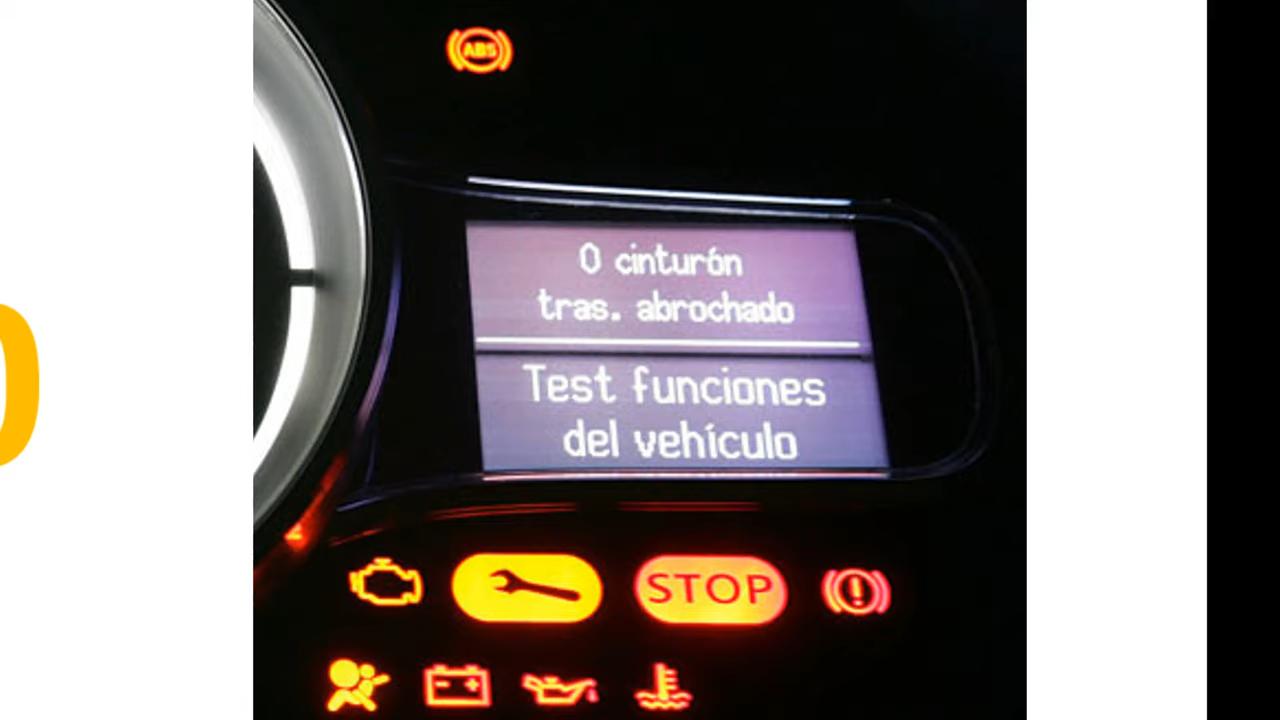 ABS
0 cinturón
tras. abrochado
Test funciones
del vehículo
STOP